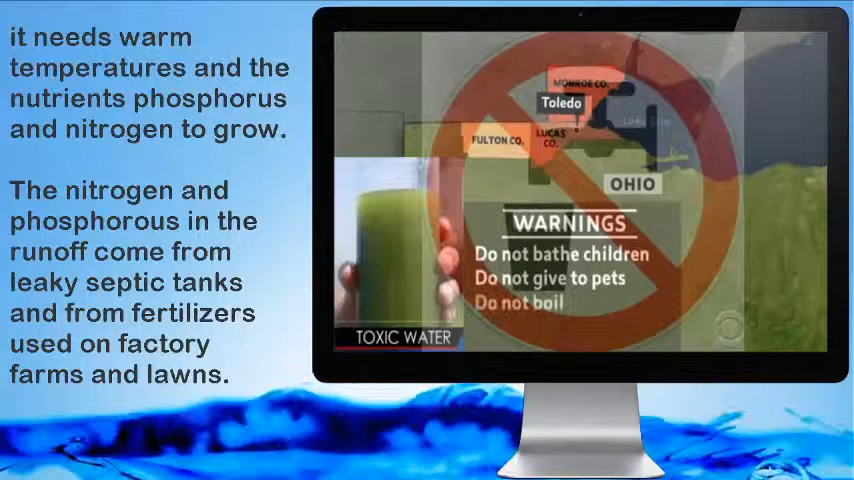 it needs warm
temperatures and the
nutrients phosphorus
and nitrogen to grow.
The nitrogen and
phosphorous in the
runoff come from
leaky septic tanks
and from fertilizers
used on factory
farms and lawns.
MONROE CO.
Toledo
FULTON CO.
LUCAS
CO.
OHIO
WARNINGS
Do not bathe children
Do not give to pets
Do not boil
TOXIC WATER